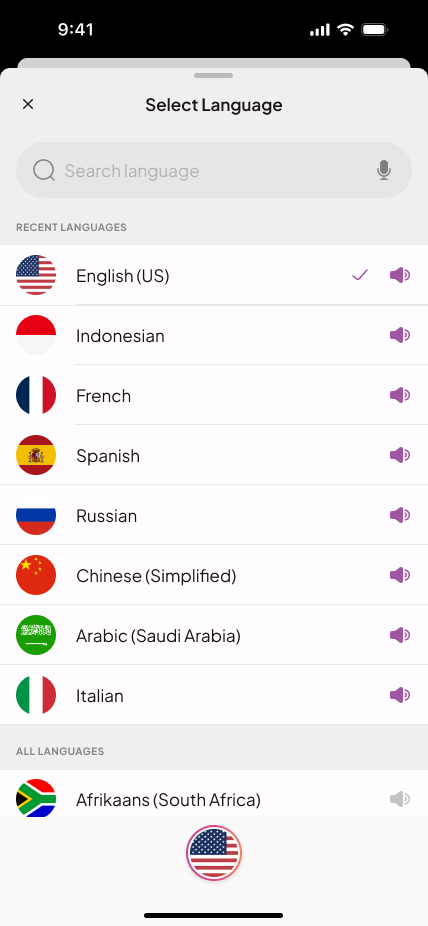 9:41
Select Language
Search language
RECENT LANGUAGES
English (US)
Indonesian
French
Spanish
Russian
Chinese (Simplified)
Arabic (Saudi Arabia)
Italian
ALL LANGUAGES
Afrikaans (South Africa)